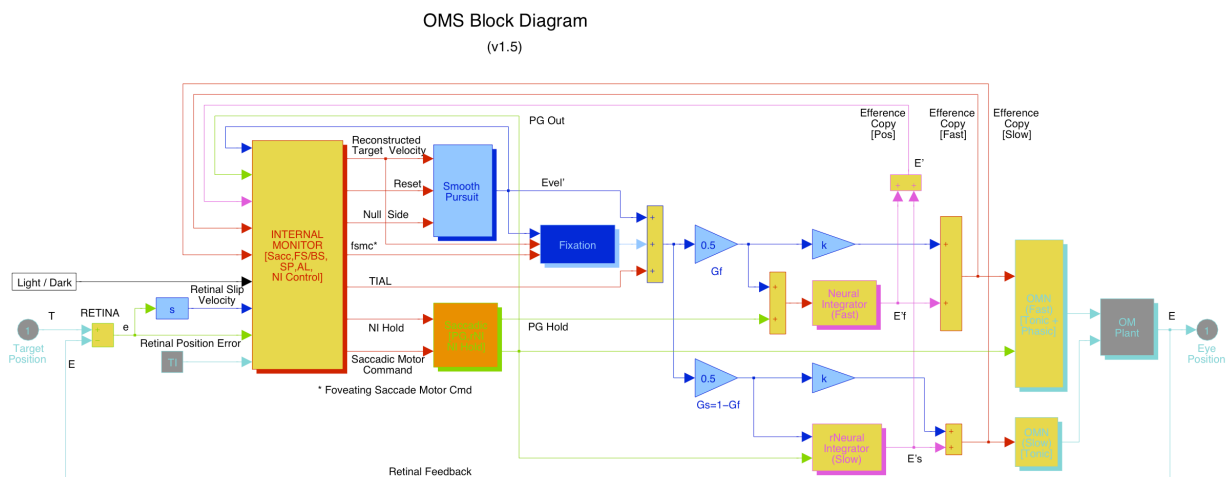 OMS Block Diagram
(v1.5)
Efference
Copy
[Pos]
Efference
Copy
[Fast]
Efference
Copy
[Slow]
PG Out
Reconstructed
Target Velocity
Reset
Null Side
fsmc*
TIAL
NI Hold
Saccadic Motor
Command
* Foveating Saccade Motor Cmd
INTERNAL
MONITOR
[Sacc,FS/BS,
SP,AL,
NI Control]
Smooth
Pursuit
Evel'
Fixation
E'
+ +
+
+
+
0.5
Gf
k
+
+
+
+
Neural
Integrator
(Fast)
E'f
OMN
(Fast)
[Tonic +
Phasic]
OM
Plant
E
1
Eye
Position
Light / Dark
Retinal Slip
Velocity
s
T
RETINA
+
−
e
1
Target
Position
E
Retinal Position Error
TI
Saccadic
PG Hold
0.5
Gs=1−Gf
k
+
+
rNeural
Integrator
(Slow)
E's
OMN
(Slow)
[Tonic]
Retinal Feedback